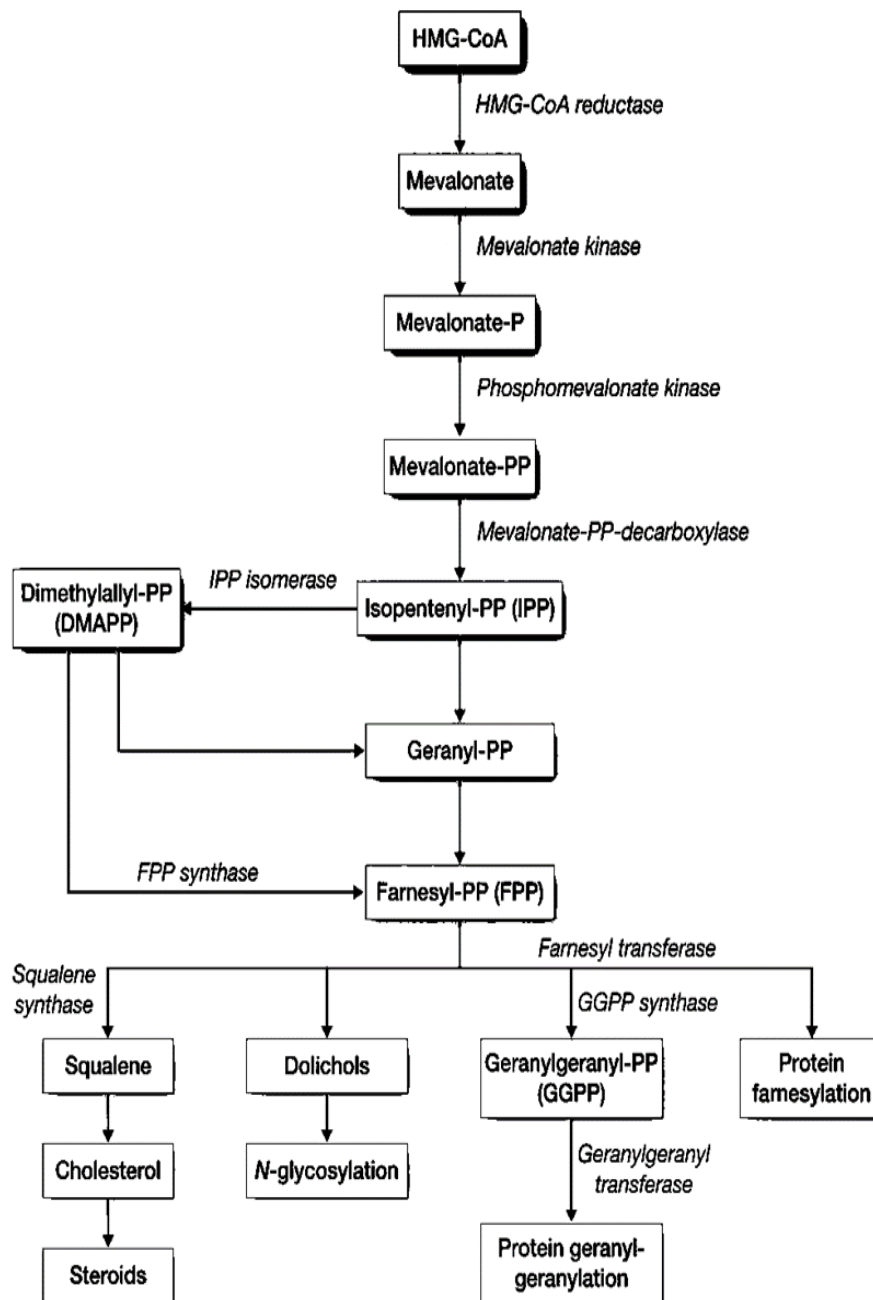 HMG-CoA
HMG-CoA reductase
Mevalonate
Mevalonate kinase
Mevalonate-P
Phosphomevalonate kinase
Mevalonate-PP
Mevalonate-PP-decarboxylase
IPP isomerase
Dimethylallyl-PP
(DMAPP)
Isopentenyl-PP (IPP)
Geranyl-PP
FPP synthase
Farnesyl-PP (FPP)
Farnesyl transferase
Squalene
synthase
GGPP synthase
Squalene
Dolichols
Geranylgeranyl-PP
(GGPP)
Protein
farnesylation
Cholesterol
N-glycosylation
Geranylgeranyl
transferase
Steroids
Protein geranyl-
geranylation